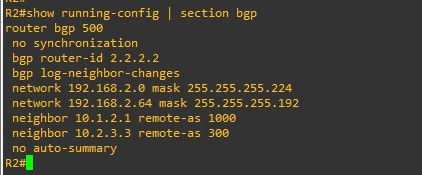 R2#show running-config | section bgp
router bgp 500
 no synchronization
 bgp router-id 2.2.2.2
 bgp log-neighbor-changes
 network 192.168.2.0 mask 255.255.255.224
 network 192.168.2.64 mask 255.255.255.192
 neighbor 10.1.2.1 remote-as 1000
 neighbor 10.2.3.3 remote-as 300
 no auto-summary
R2#